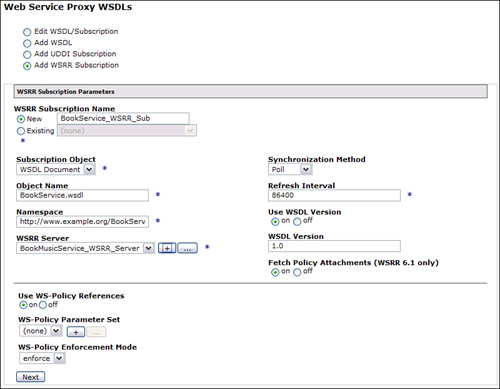 Web Service Proxy WSDLs
Edit WSDL/Subscription
Add WSDL
Add UDDI Subscription
Add WSRR Subscription
WSRR Subscription Parameters
WSRR Subscription Name
New BookService_WSRR_Sub
Existing (none)
*
Subscription Object Synchronization Method
WSDL Document * Poll
Object Name Refresh Interval
BookService.wsdl * 86400 *
Namespace Use WSDL Version
http://www.example.org/BookServ * on off
WSRR Server WSDL Version
BookMusicService_WSRR_Server + ... * 1.0
Fetch Policy Attachments (WSRR 6.1 only)
on off
Use WS-Policy References
on off
WS-Policy Parameter Set
(none) + ...
WS-Policy Enforcement Mode
enforce
Next